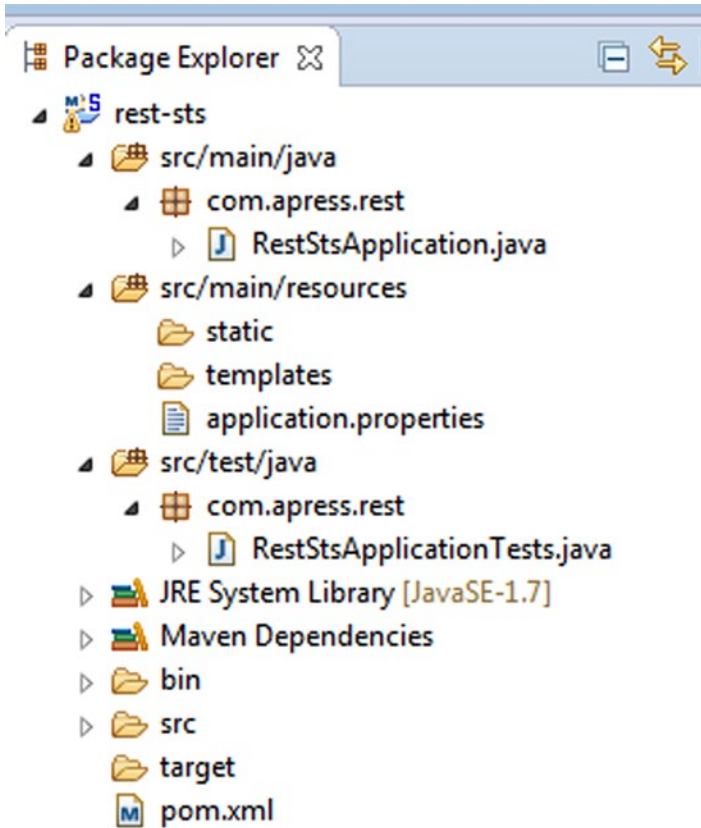 Package Explorer
rest-sts
src/main/java
com.apress.rest
RestStsApplication.java
src/main/resources
static
templates
application.properties
src/test/java
com.apress.rest
RestStsApplicationTests.java
JRE System Library [JavaSE-1.7]
Maven Dependencies
bin
src
target
pom.xml